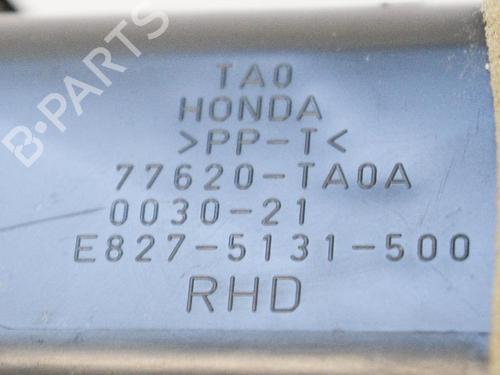 B-PARTS
TA0
HONDA
>PP-T<
77620-TA0A
0030-21
E827-5131-500
RHD